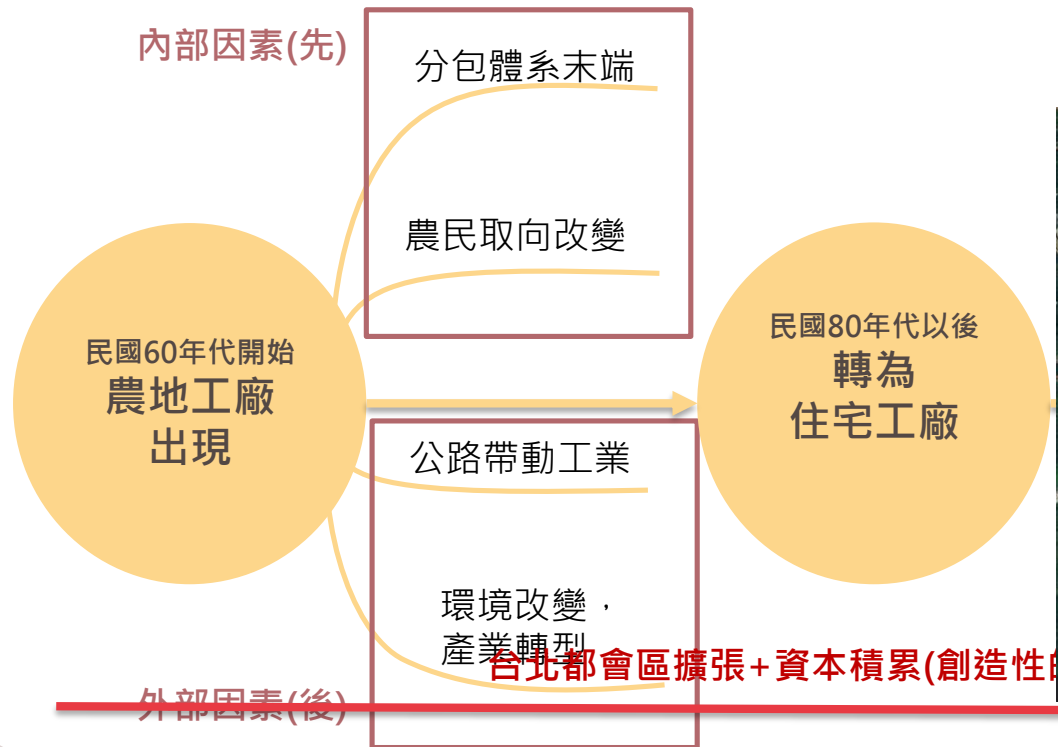 內部因素(先)
分包體系末端
農民取向改變
民國60年代開始
農地工廠
出現
民國80年代以後
轉為
住宅工廠
公路帶動工業
環境改變，
產業轉型
台北都會區擴張+資本積累(創造性的
外部因素(後)